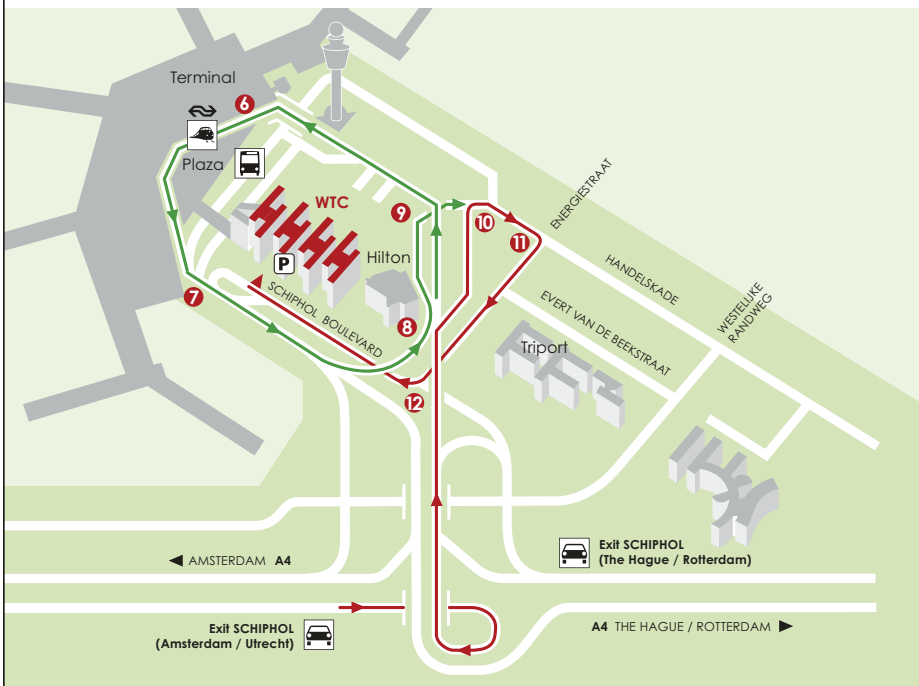 Terminal
6
Plaza
ENERGIESTRAAT
WTC
9
10
11
HANDELSKADE
P
Hilton
WESTELIJKE
RANDWEG
7
SCHIPHOL BOULEVARD
8
EVERT VAN DE BEEKSTRAAT
Triport
12
AMSTERDAM A4
Exit SCHIPHOL
(The Hague / Rotterdam)
Exit SCHIPHOL
(Amsterdam / Utrecht)
A4 THE HAGUE / ROTTERDAM